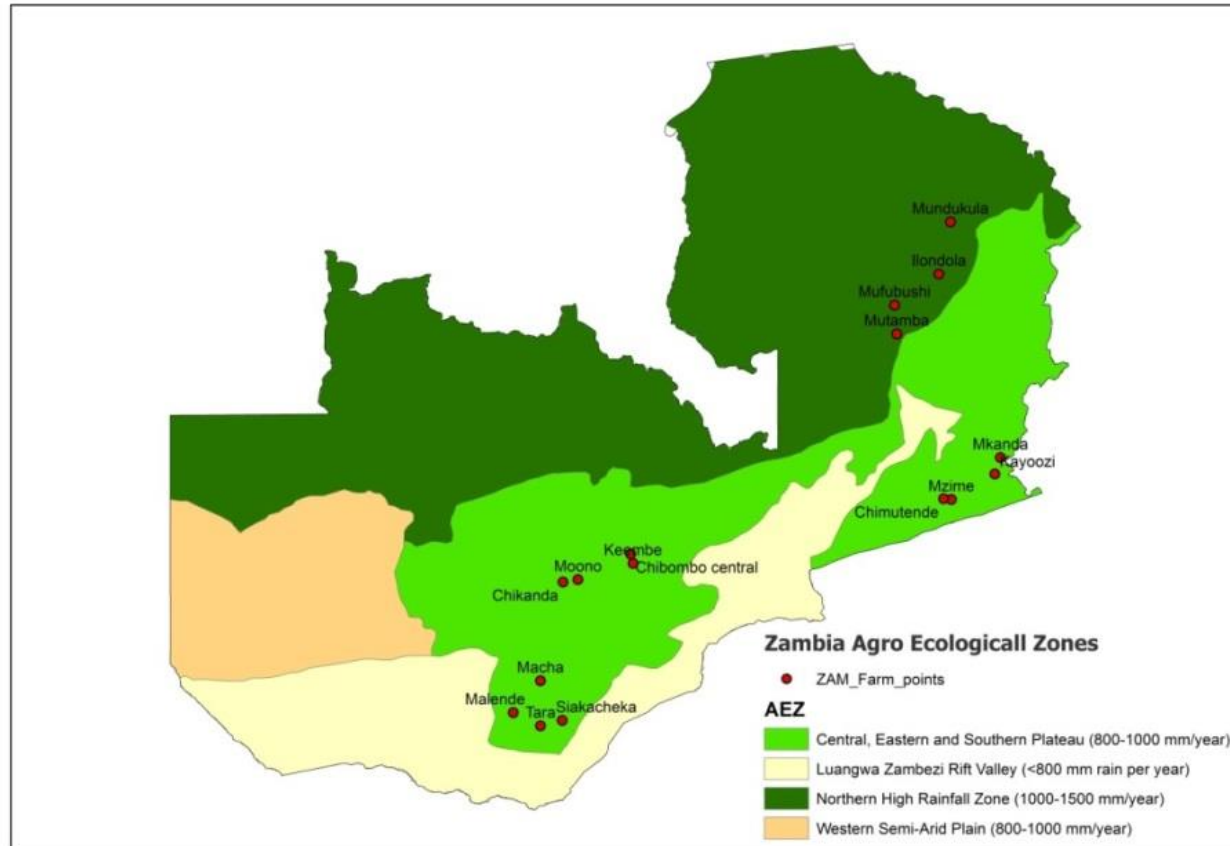 Mundukula
Ilondola
Mufubushi
Mutamba
Mkanda
Kayoozi
Mzime
Chimutende
Keembe
Moono
Chibombo central
Chikanda
Macha
Malende
Tara
Siakacheka
Zambia Agro Ecologicall Zones
ZAM_Farm_points
AEZ
Central, Eastern and Southern Plateau (800-1000 mm/year)
Luangwa Zambezi Rift Valley (<800 mm rain per year)
Northern High Rainfall Zone (1000-1500 mm/year)
Western Semi-Arid Plain (800-1000 mm/year)